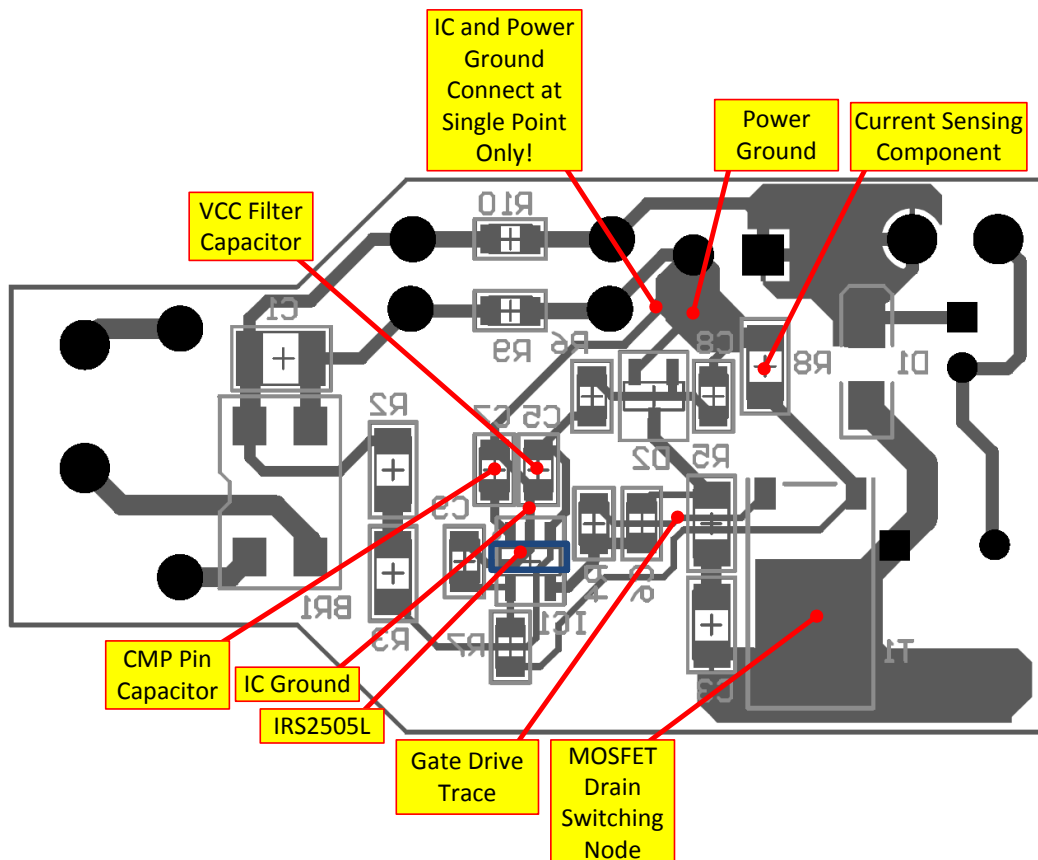 IC and Power
Ground
Connect at
Single Point
Only!
Power
Ground
Current Sensing
Component
VCC Filter
Capacitor
R10
C1
R9
R6
C8
R8
D1
R2
C7
C5
D2
R5
C9
BR1
R3
R7
IC1
C3
T1
CMP Pin
Capacitor
IC Ground
IRS2505L
Gate Drive
Trace
MOSFET
Drain
Switching
Node